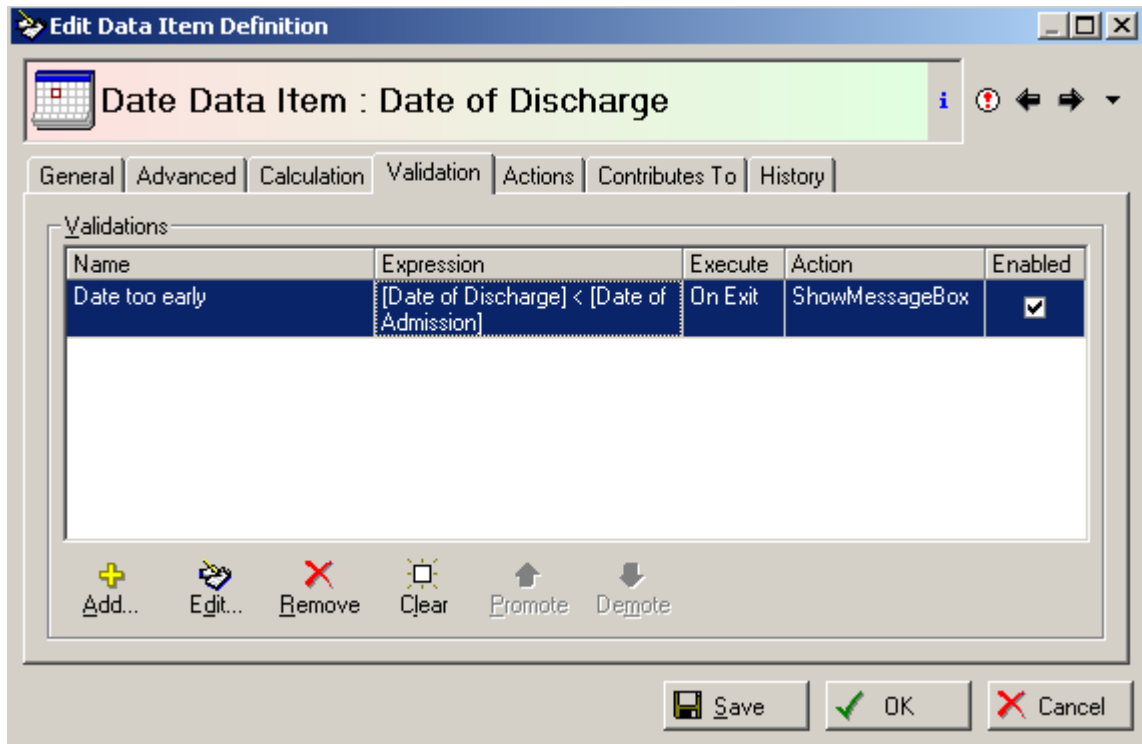 Edit Data Item Definition
Date Data Item : Date of Discharge
General Advanced Calculation Validation Actions Contributes To History
Validations
Name Expression Execute Action Enabled
Date too early [Date of Discharge] < [Date of On Exit ShowMessageBox
Admission]
Add... Edit... Remove Clear Promote Demote
Save OK Cancel